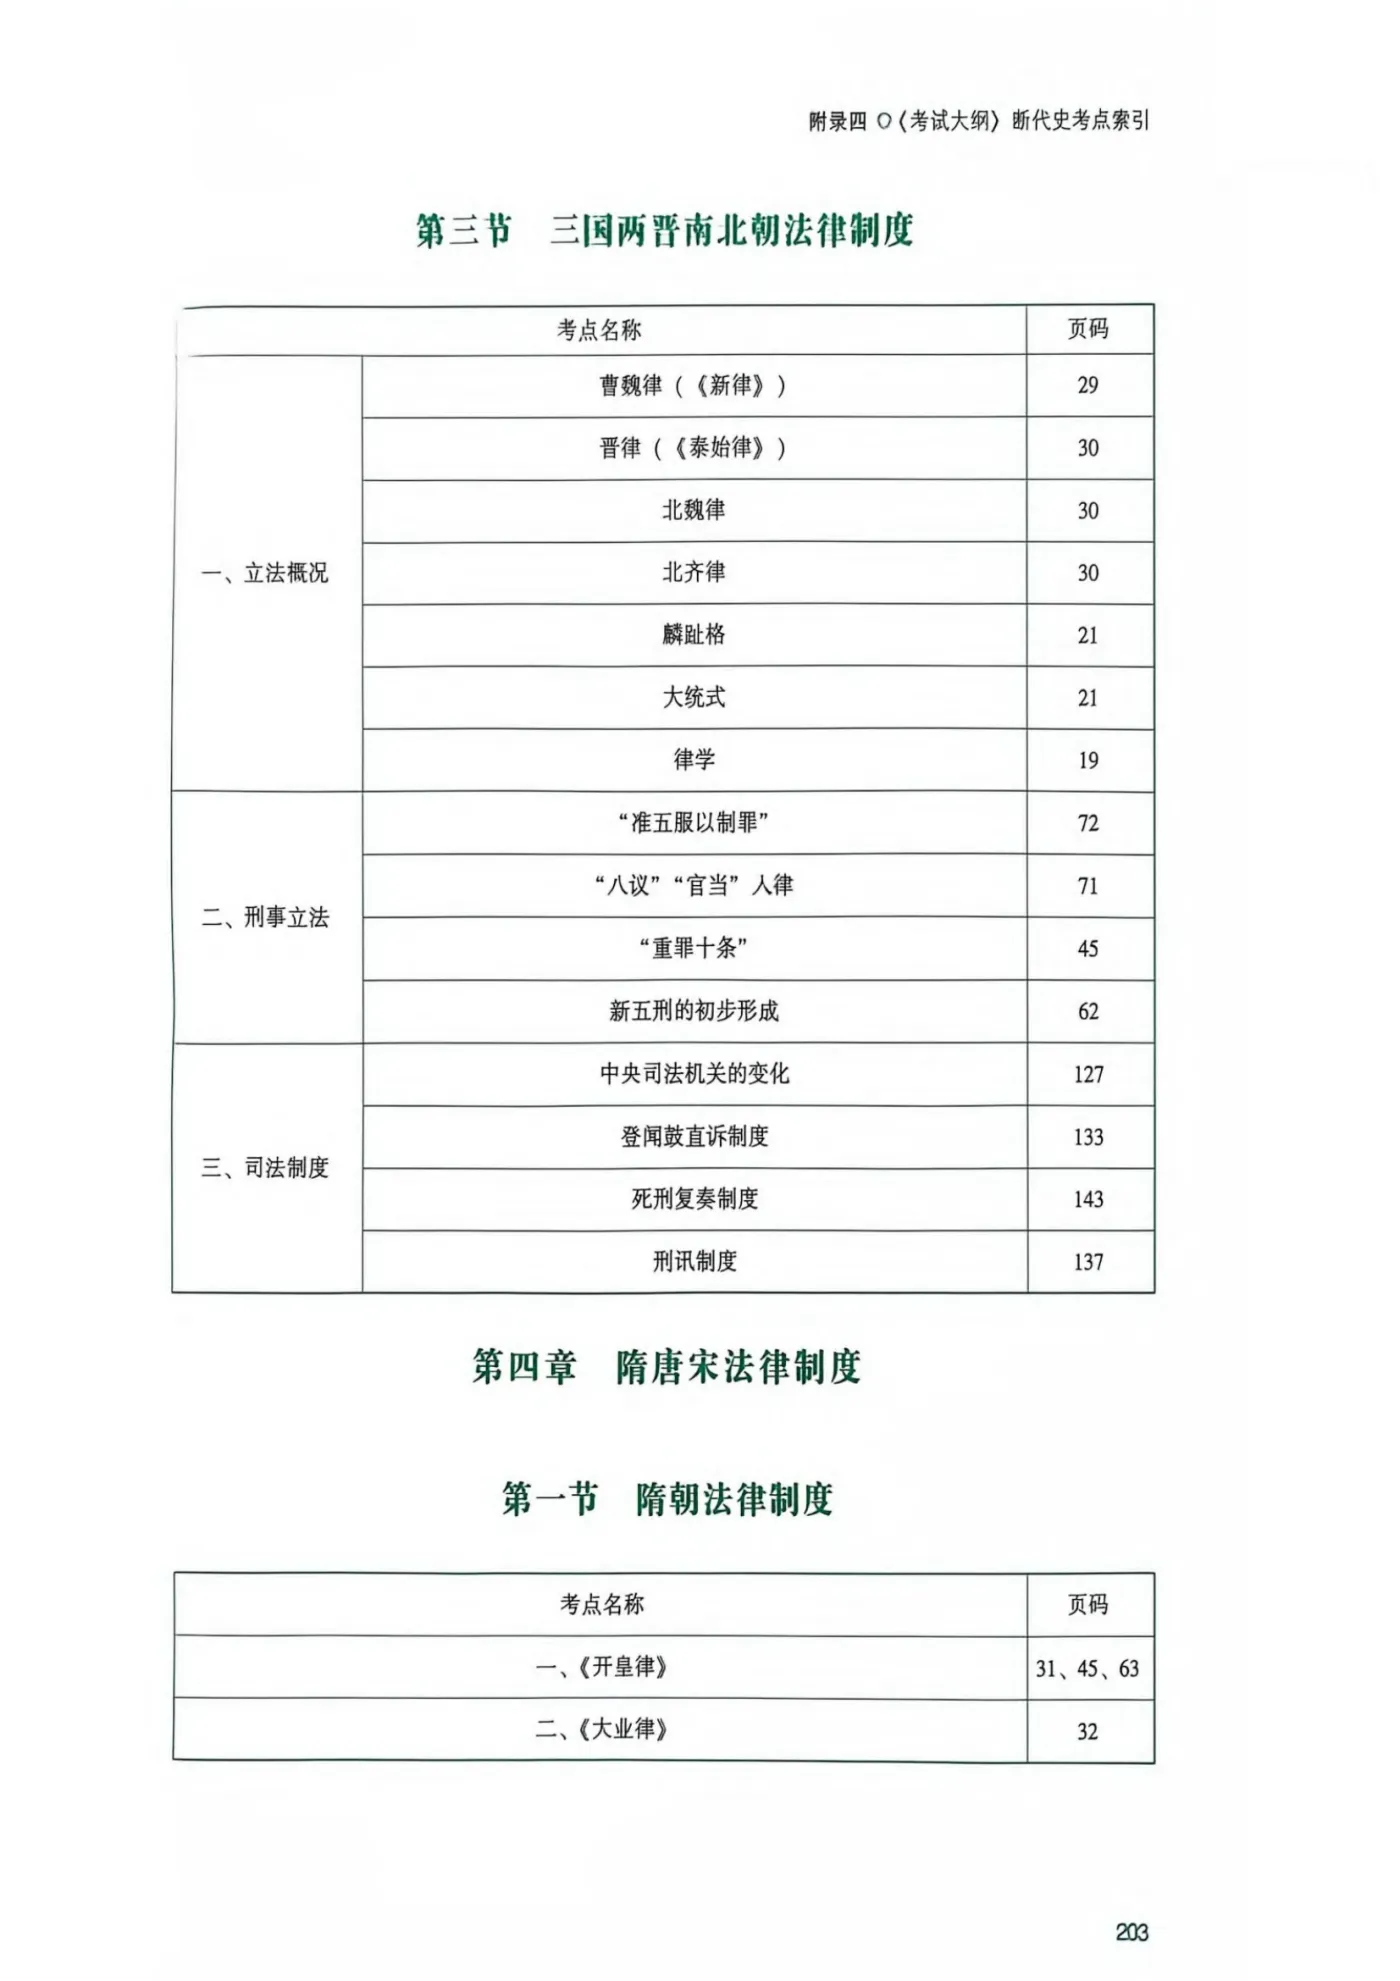 附录四 ○《考试大纲》断代史考点索引
第三节 三国两晋南北朝法律制度
考点名称 页码
一、立法概况
曹魏律（《新律》） 29
晋律（《泰始律》） 30
北魏律 30
北齐律 30
麟趾格 21
大统式 21
律学 19
二、刑事立法
“准五服以制罪” 72
“八议”“官当”人律 71
“重罪十条” 45
新五刑的初步形成 62
三、司法制度
中央司法机关的变化 127
登闻鼓直诉制度 133
死刑复奏制度 143
刑讯制度 137
第四章 隋唐宋法律制度
第一节 隋朝法律制度
考点名称 页码
一、《开皇律》 31、45、63
二、《大业律》 32
203